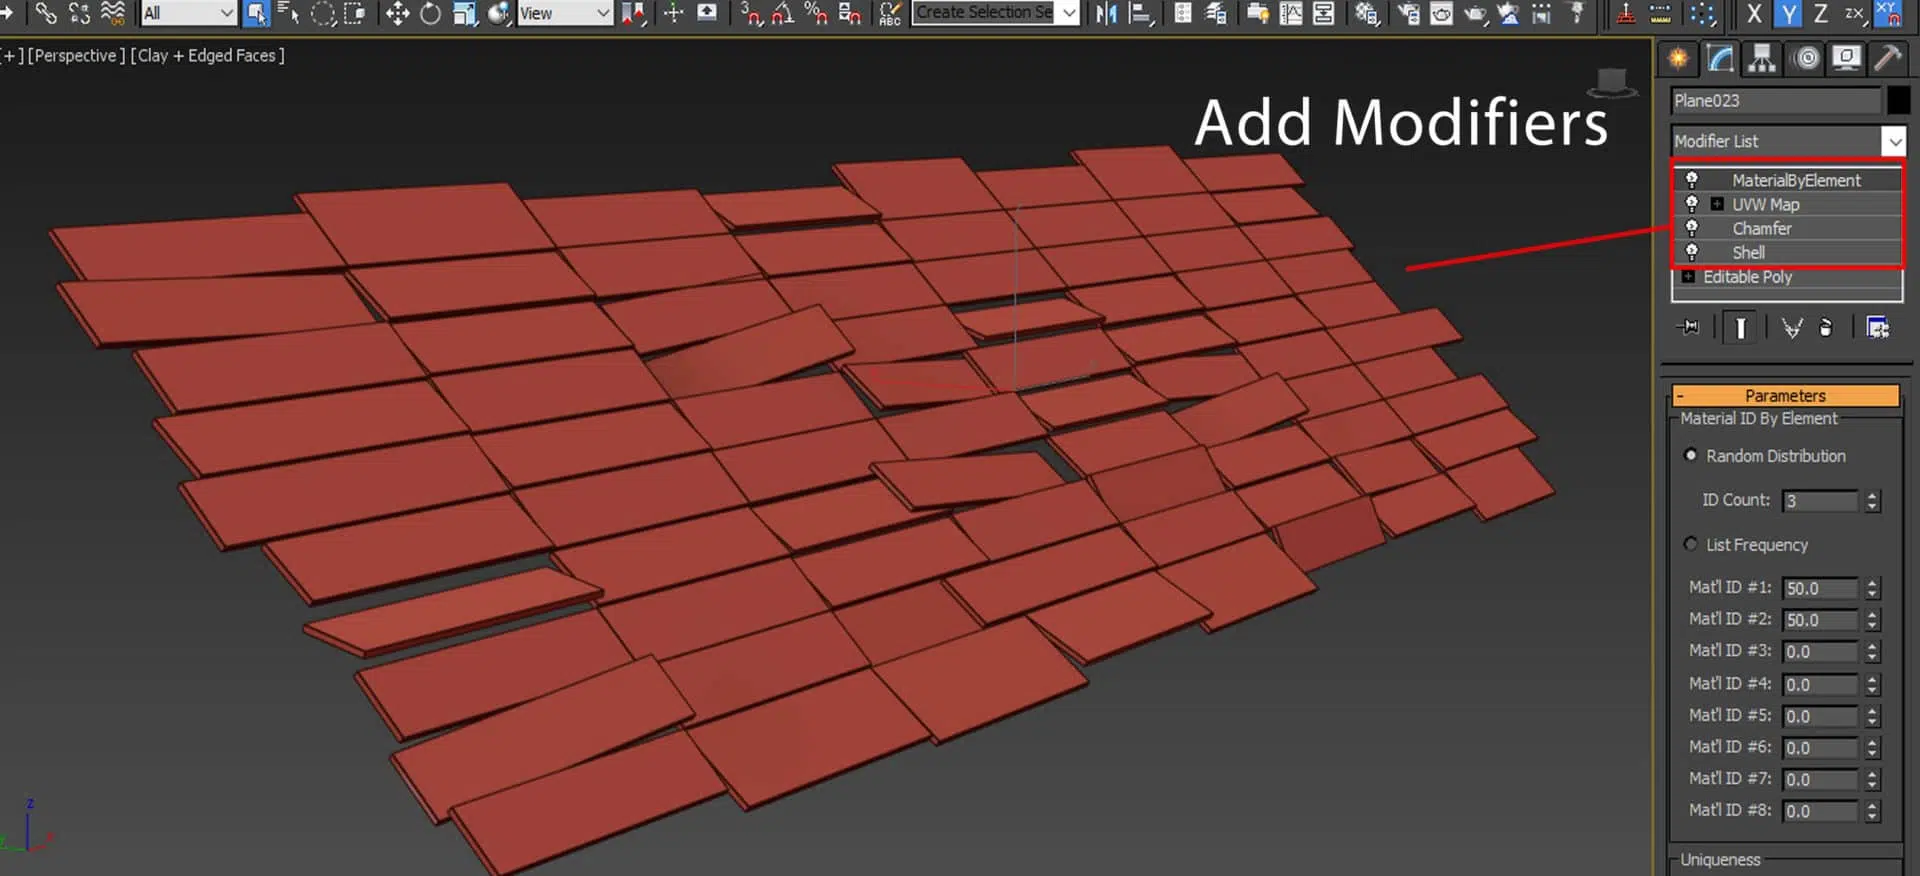 All
View
ABC
Create Selection Se
X Y Z ZX XY
[+] [Perspective ] [Clay + Edged Faces ]
Add Modifiers
Plane023
Modifier List
MaterialByElement
UVW Map
Chamfer
Shell
Editable Poly
- Parameters
Material ID By Element
Random Distribution
ID Count: 3
List Frequency
Mat'l ID #1: 50.0
Mat'l ID #2: 50.0
Mat'l ID #3: 0.0
Mat'l ID #4: 0.0
Mat'l ID #5: 0.0
Mat'l ID #6: 0.0
Mat'l ID #7: 0.0
Mat'l ID #8: 0.0
Uniqueness
z